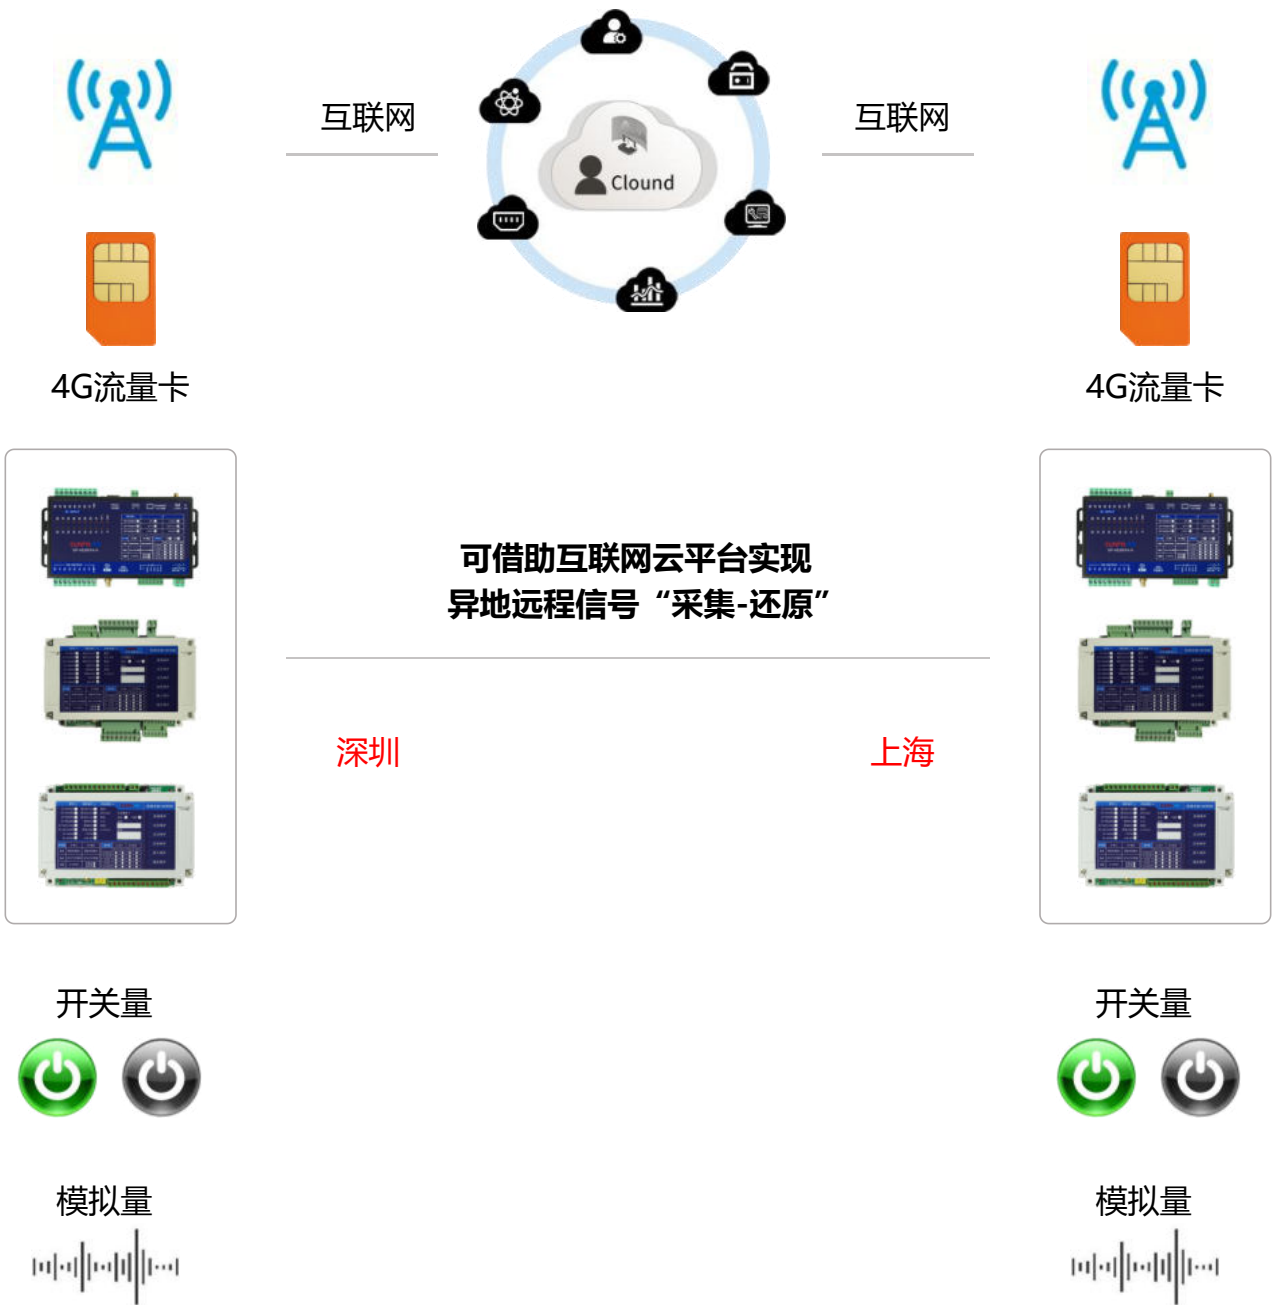 互联网
Clound
互联网
4G流量卡
4G流量卡
可借助互联网云平台实现
异地远程信号“采集-还原”
深圳
上海
开关量
开关量
模拟量
模拟量